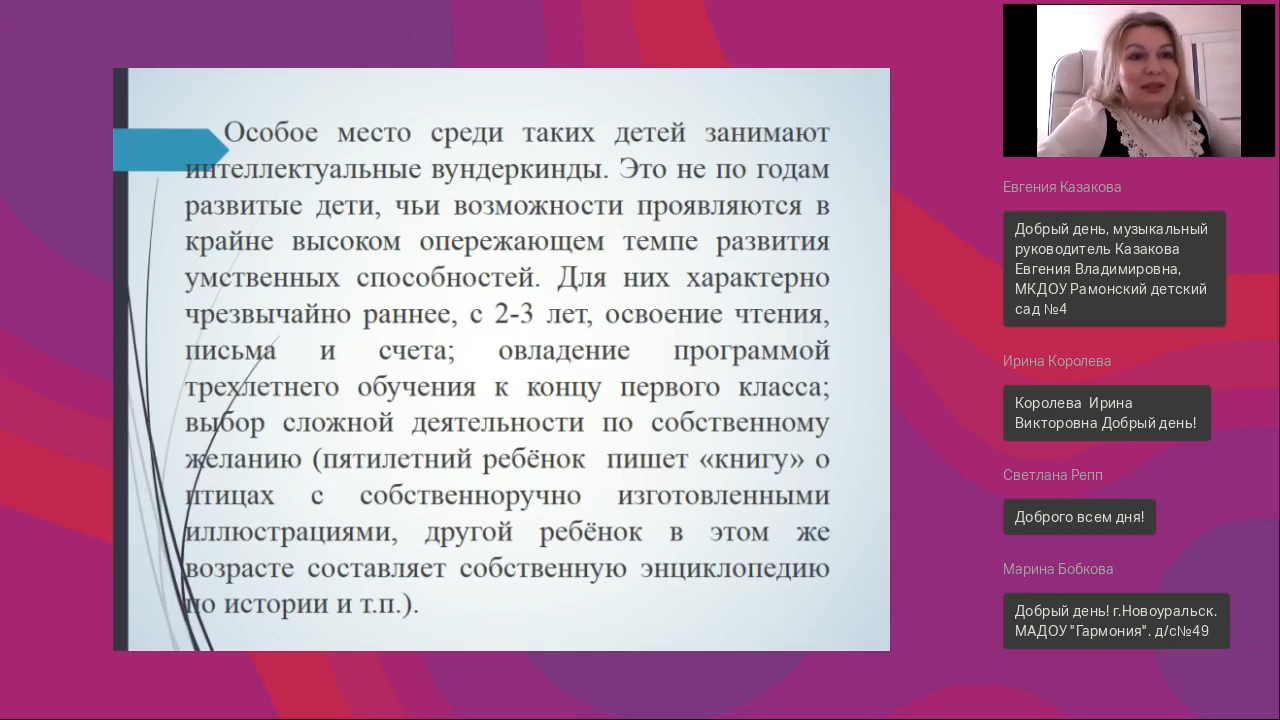 Особое место среди таких детей занимают
интеллектуальные вундеркинды. Это не по годам
развитые дети, чьи возможности проявляются в
крайне высоком опережающем темпе развития
умственных способностей. Для них характерно
чрезвычайно раннее, с 2-3 лет, освоение чтения,
письма и счета; овладение программой
трехлетнего обучения к концу первого класса;
выбор сложной деятельности по собственному
желанию (пятилетний ребёнок пишет «книгу» о
птицах с собственноручно изготовленными
иллюстрациями, другой ребёнок в этом же
возрасте составляет собственную энциклопедию
по истории и т.п.).
Евгения Казакова
Добрый день, музыкальный
руководитель Казакова
Евгения Владимировна,
МКДОУ Рамонский детский
сад №4
Ирина Королева
Королева Ирина
Викторовна Добрый день!
Светлана Репп
Доброго всем дня!
Марина Бобкова
Добрый день! г.Новоуральск.
МАДОУ "Гармония". д/с№49